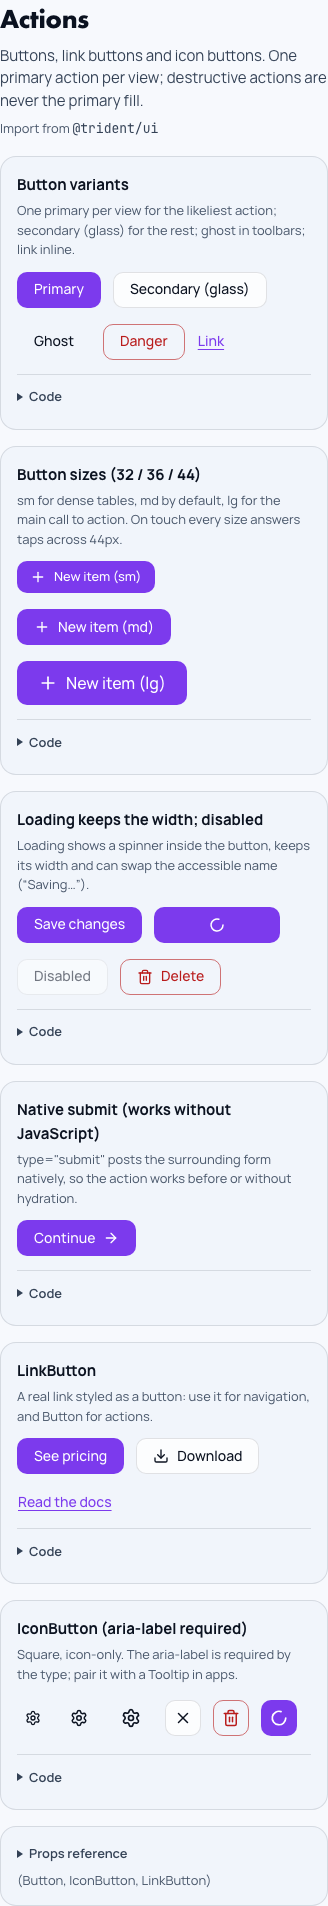 Actions
Buttons, link buttons and icon buttons. One
primary action per view; destructive actions are
never the primary fill.
Import from @trident/ui
Button variants
One primary per view for the likeliest action;
secondary (glass) for the rest; ghost in toolbars;
link inline.
Primary
Secondary (glass)
Ghost
Danger
Link
Code
Button sizes (32 / 36 / 44)
sm for dense tables, md by default, lg for the
main call to action. On touch every size answers
taps across 44px.
New item (sm)
New item (md)
New item (lg)
Code
Loading keeps the width; disabled
Loading shows a spinner inside the button, keeps
its width and can swap the accessible name
(“Saving…”).
Save changes
Disabled
Delete
Code
Native submit (works without
JavaScript)
type="submit" posts the surrounding form
natively, so the action works before or without
hydration.
Continue
Code
LinkButton
A real link styled as a button: use it for navigation,
and Button for actions.
See pricing
Download
Read the docs
Code
IconButton (aria-label required)
Square, icon-only. The aria-label is required by
the type; pair it with a Tooltip in apps.
Code
Props reference
(Button, IconButton, LinkButton)